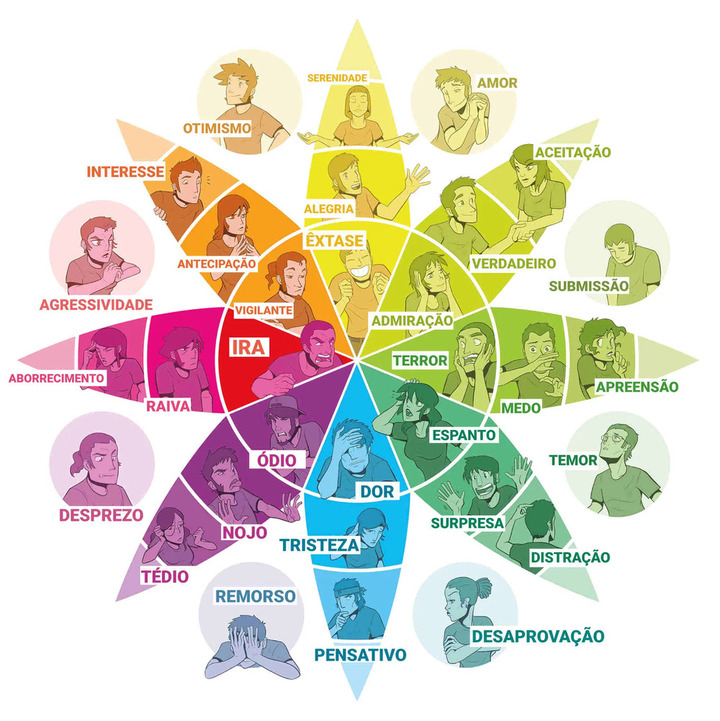 SERENIDADE
AMOR
OTIMISMO
ACEITAÇÃO
INTERESSE
ALEGRIA
ÊXTASE
ANTECIPAÇÃO
VERDADEIRO
SUBMISSÃO
AGRESSIVIDADE
VIGILANTE
ADMIRAÇÃO
IRA
TERROR
ABORRECIMENTO
RAIVA
MEDO
APREENSÃO
ESPANTO
ÓDIO
TEMOR
DOR
DESPREZO
SURPRESA
NOJO
TRISTEZA
DISTRAÇÃO
TÉDIO
REMORSO
DESAPROVAÇÃO
PENSATIVO